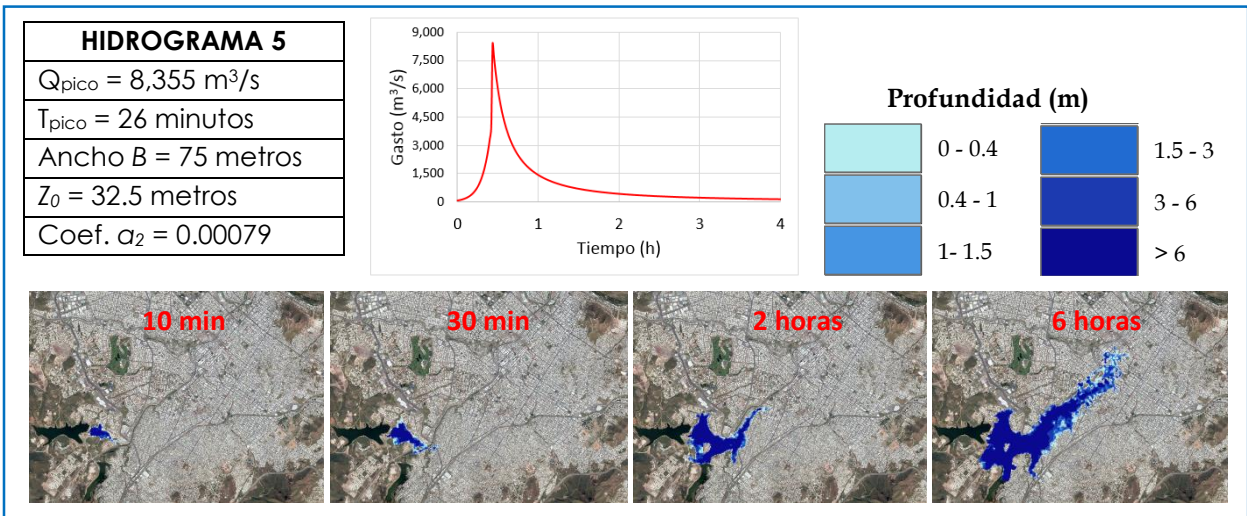 HIDROGRAMA 5
Qpico = 8,355 m³/s
Tpico = 26 minutos
Ancho B = 75 metros
Z0 = 32.5 metros
Coef. a2 = 0.00079
Gasto (m³/s)
9,000
7,500
6,000
4,500
3,000
1,500
0
0 1 2 3 4
Tiempo (h)
Profundidad (m)
0 - 0.4
1.5 - 3
0.4 - 1
3 - 6
1- 1.5
> 6
10 min
30 min
2 horas
6 horas